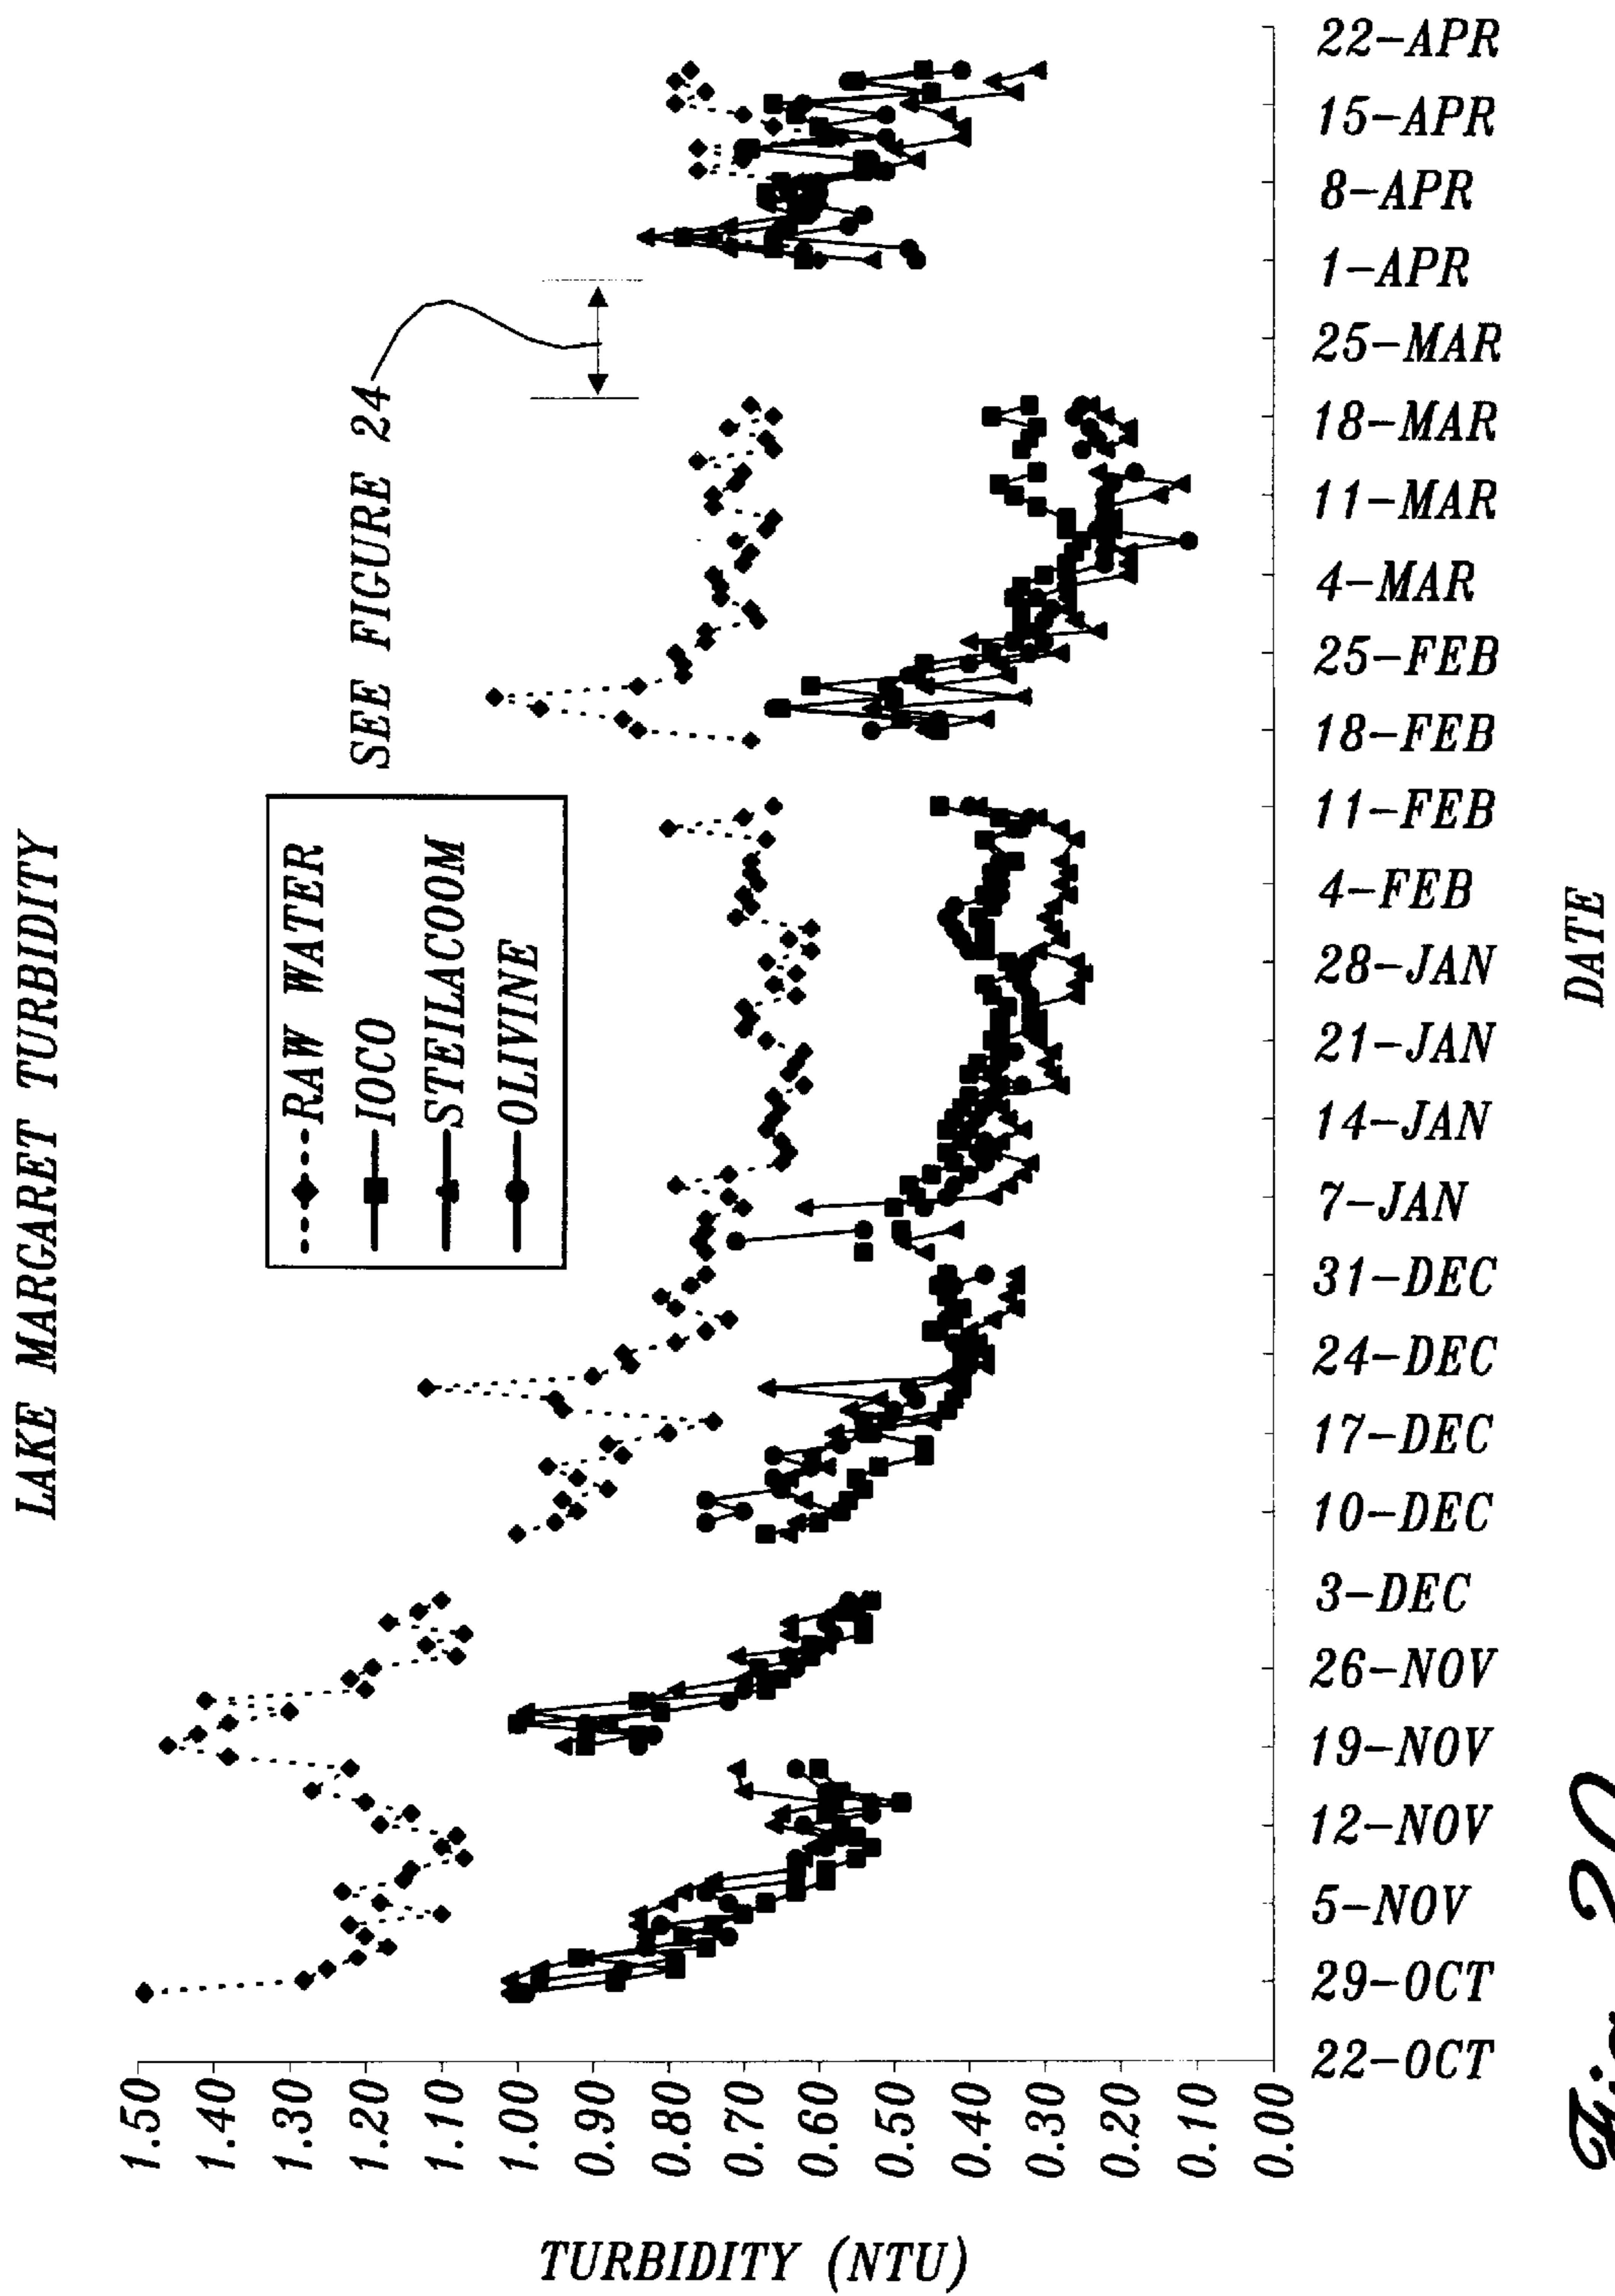 LAKE MARGARET TURBIDITY
RAW WATER
IOCO
STEILACOOM
OLIVINE
SEE FIGURE 24
TURBIDITY (NTU)
1.50
1.40
1.30
1.20
1.10
1.00
0.90
0.80
0.70
0.60
0.50
0.40
0.30
0.20
0.10
0.00
22-OCT
29-OCT
5-NOV
12-NOV
19-NOV
26-NOV
3-DEC
10-DEC
17-DEC
24-DEC
31-DEC
7-JAN
14-JAN
21-JAN
28-JAN
4-FEB
11-FEB
18-FEB
25-FEB
4-MAR
11-MAR
18-MAR
25-MAR
1-APR
8-APR
15-APR
22-APR
DATE
Fig. 20